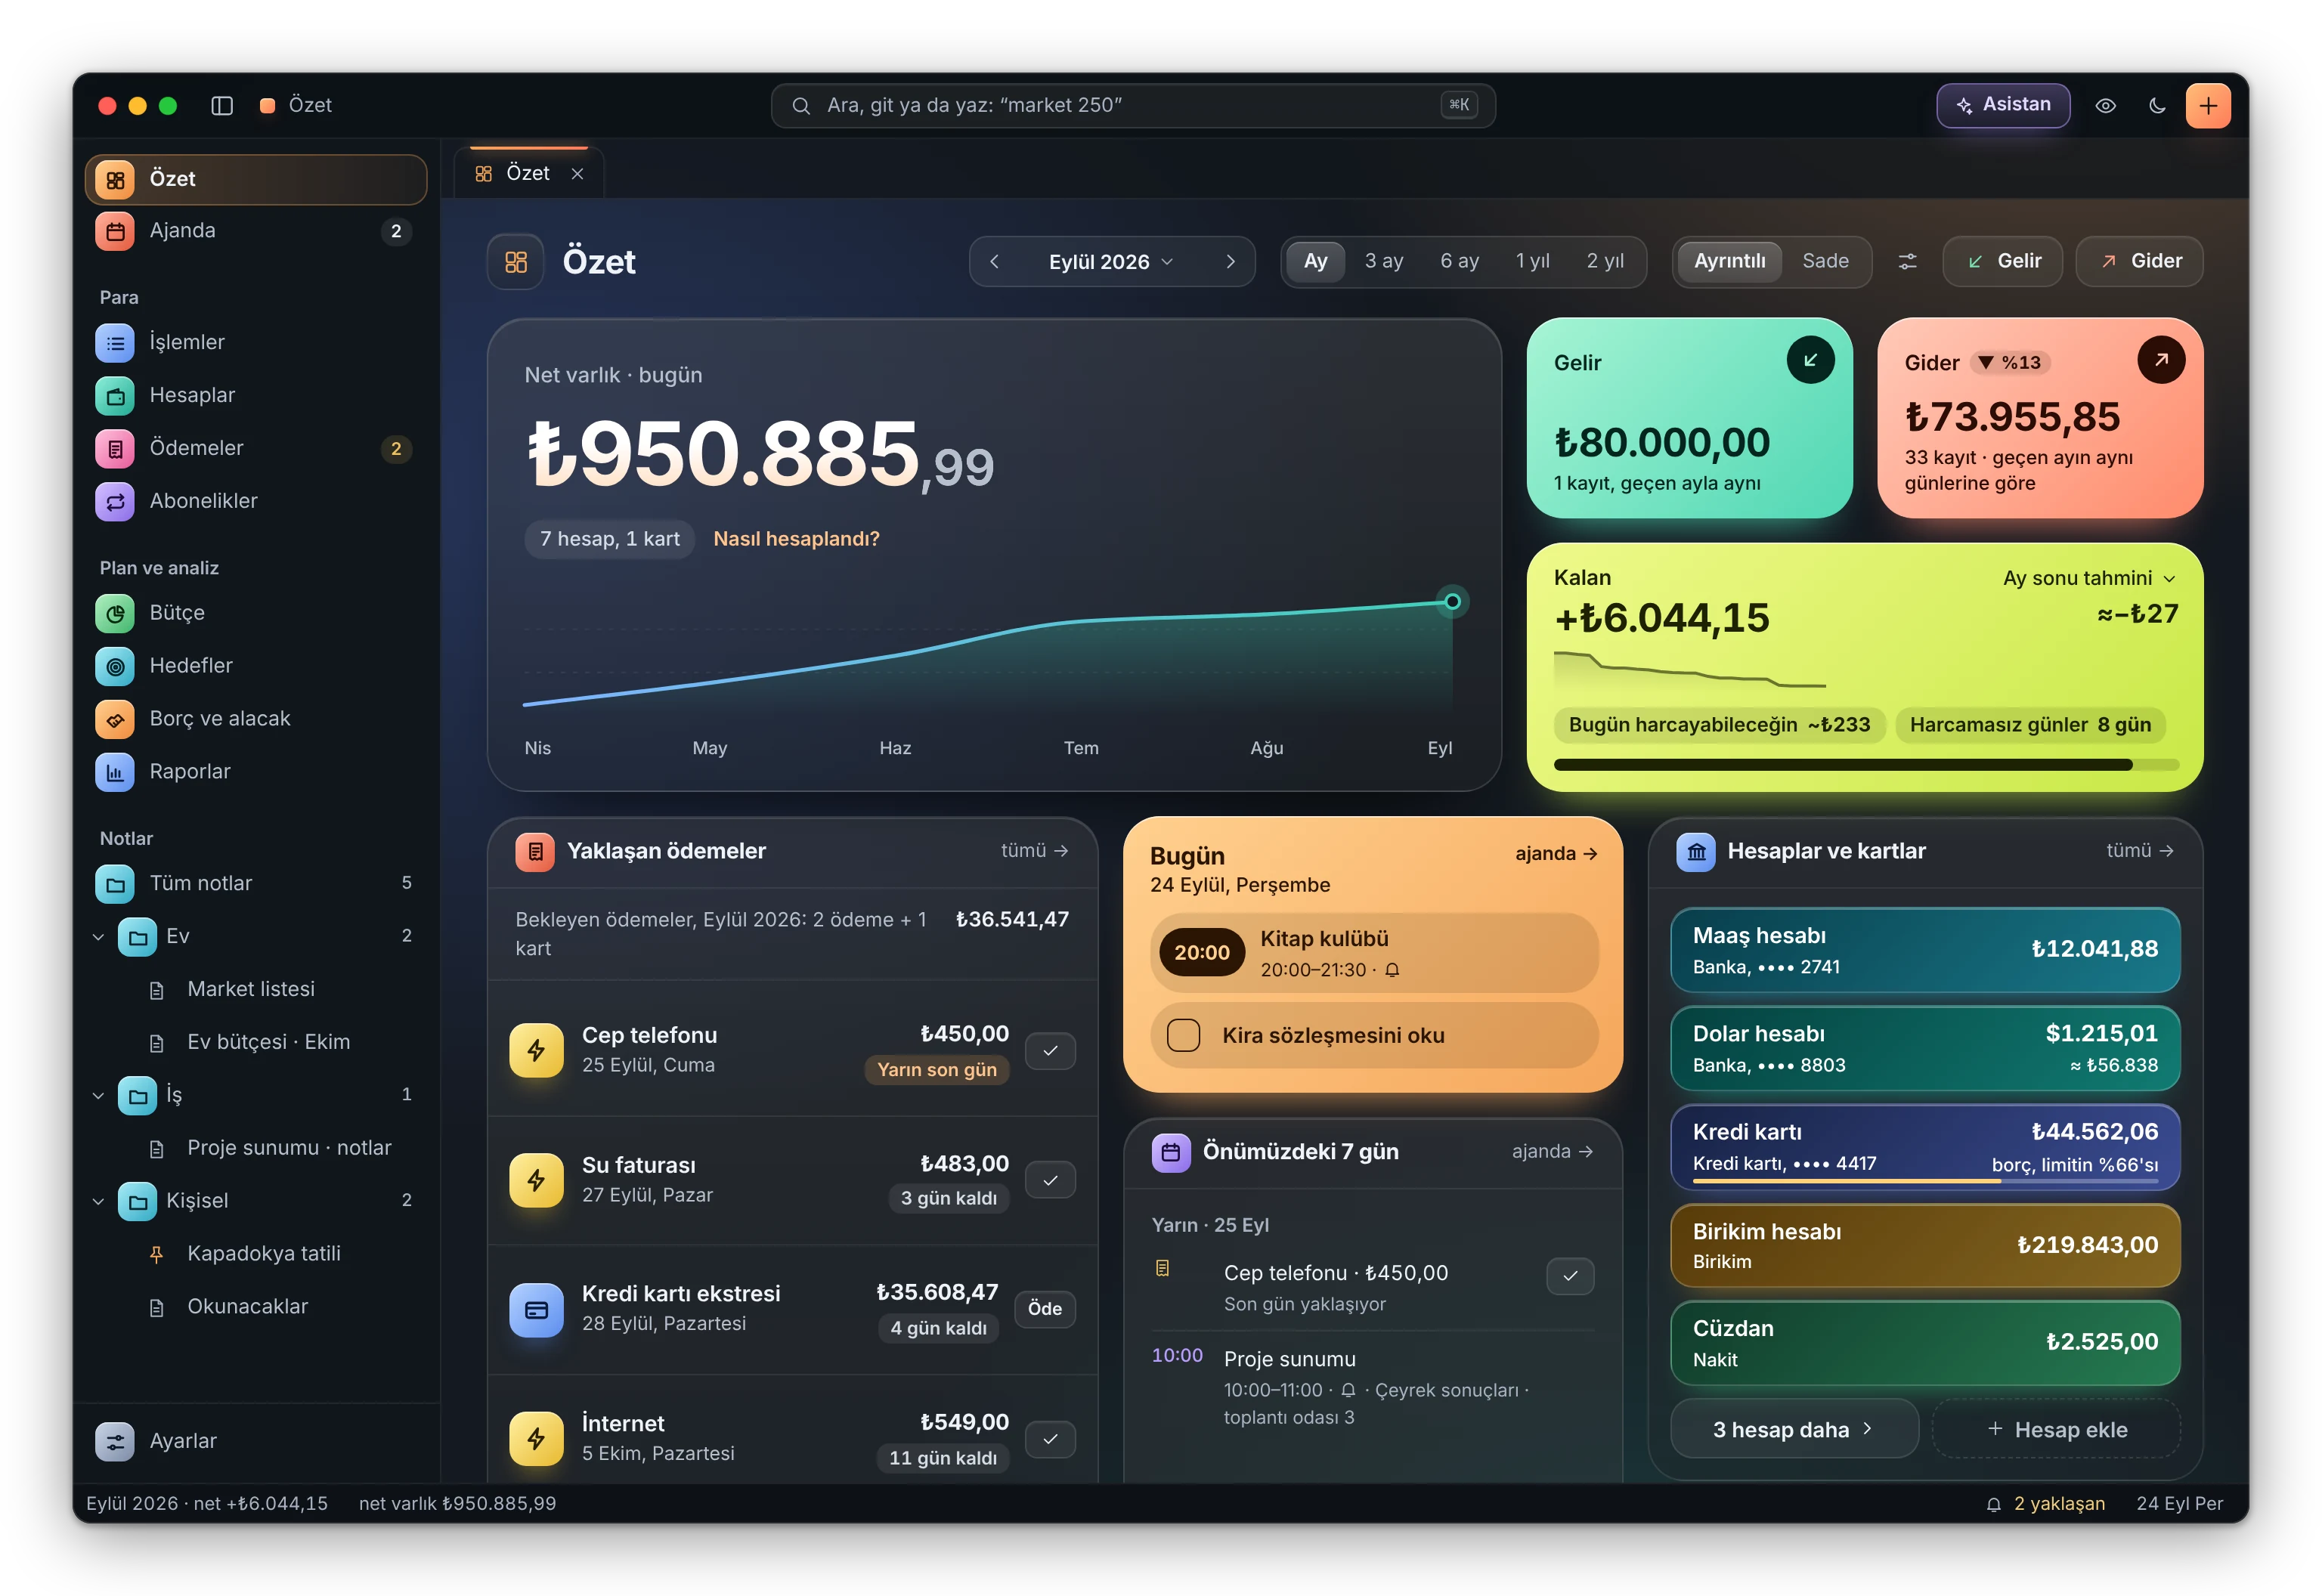 Özet
Ara, git ya da yaz: “market 250”
⌘K
Asistan
Özet
Ajanda 2
Para
İşlemler
Hesaplar
Ödemeler 2
Abonelikler
Plan ve analiz
Bütçe
Hedefler
Borç ve alacak
Raporlar
Notlar
Tüm notlar 5
Ev 2
Market listesi
Ev bütçesi · Ekim
İş 1
Proje sunumu · notlar
Kişisel 2
Kapadokya tatili
Okunacaklar
Ayarlar
Özet
Özet
Eylül 2026
Ay 3 ay 6 ay 1 yıl 2 yıl
Ayrıntılı Sade
Gelir
Gider
Net varlık · bugün
₺950.885,99
7 hesap, 1 kart
Nasıl hesaplandı?
Nis May Haz Tem Ağu Eyl
Gelir
₺80.000,00
1 kayıt, geçen ayla aynı
Gider ▼ %13
₺73.955,85
33 kayıt · geçen ayın aynı
günlerine göre
Kalan
+₺6.044,15
Ay sonu tahmini
≈−₺27
Bugün harcayabileceğin ~₺233
Harcamasız günler 8 gün
Yaklaşan ödemeler
tümü →
Bekleyen ödemeler, Eylül 2026: 2 ödeme + 1
kart
₺36.541,47
Cep telefonu
25 Eylül, Cuma
₺450,00
Yarın son gün
Su faturası
27 Eylül, Pazar
₺483,00
3 gün kaldı
Kredi kartı ekstresi
28 Eylül, Pazartesi
₺35.608,47
4 gün kaldı
Öde
İnternet
5 Ekim, Pazartesi
₺549,00
11 gün kaldı
Bugün
24 Eylül, Perşembe
ajanda →
20:00
Kitap kulübü
20:00–21:30 ·
Kira sözleşmesini oku
Önümüzdeki 7 gün
ajanda →
Yarın · 25 Eyl
Cep telefonu · ₺450,00
Son gün yaklaşıyor
10:00
Proje sunumu
10:00–11:00 · · Çeyrek sonuçları ·
toplantı odası 3
Hesaplar ve kartlar
tümü →
Maaş hesabı
Banka, •••• 2741
₺12.041,88
Dolar hesabı
Banka, •••• 8803
$1.215,01
≈ ₺56.838
Kredi kartı
Kredi kartı, •••• 4417
₺44.562,06
borç, limitin %66'sı
Birikim hesabı
Birikim
₺219.843,00
Cüzdan
Nakit
₺2.525,00
3 hesap daha
+ Hesap ekle
Eylül 2026 · net +₺6.044,15
net varlık ₺950.885,99
2 yaklaşan
24 Eyl Per